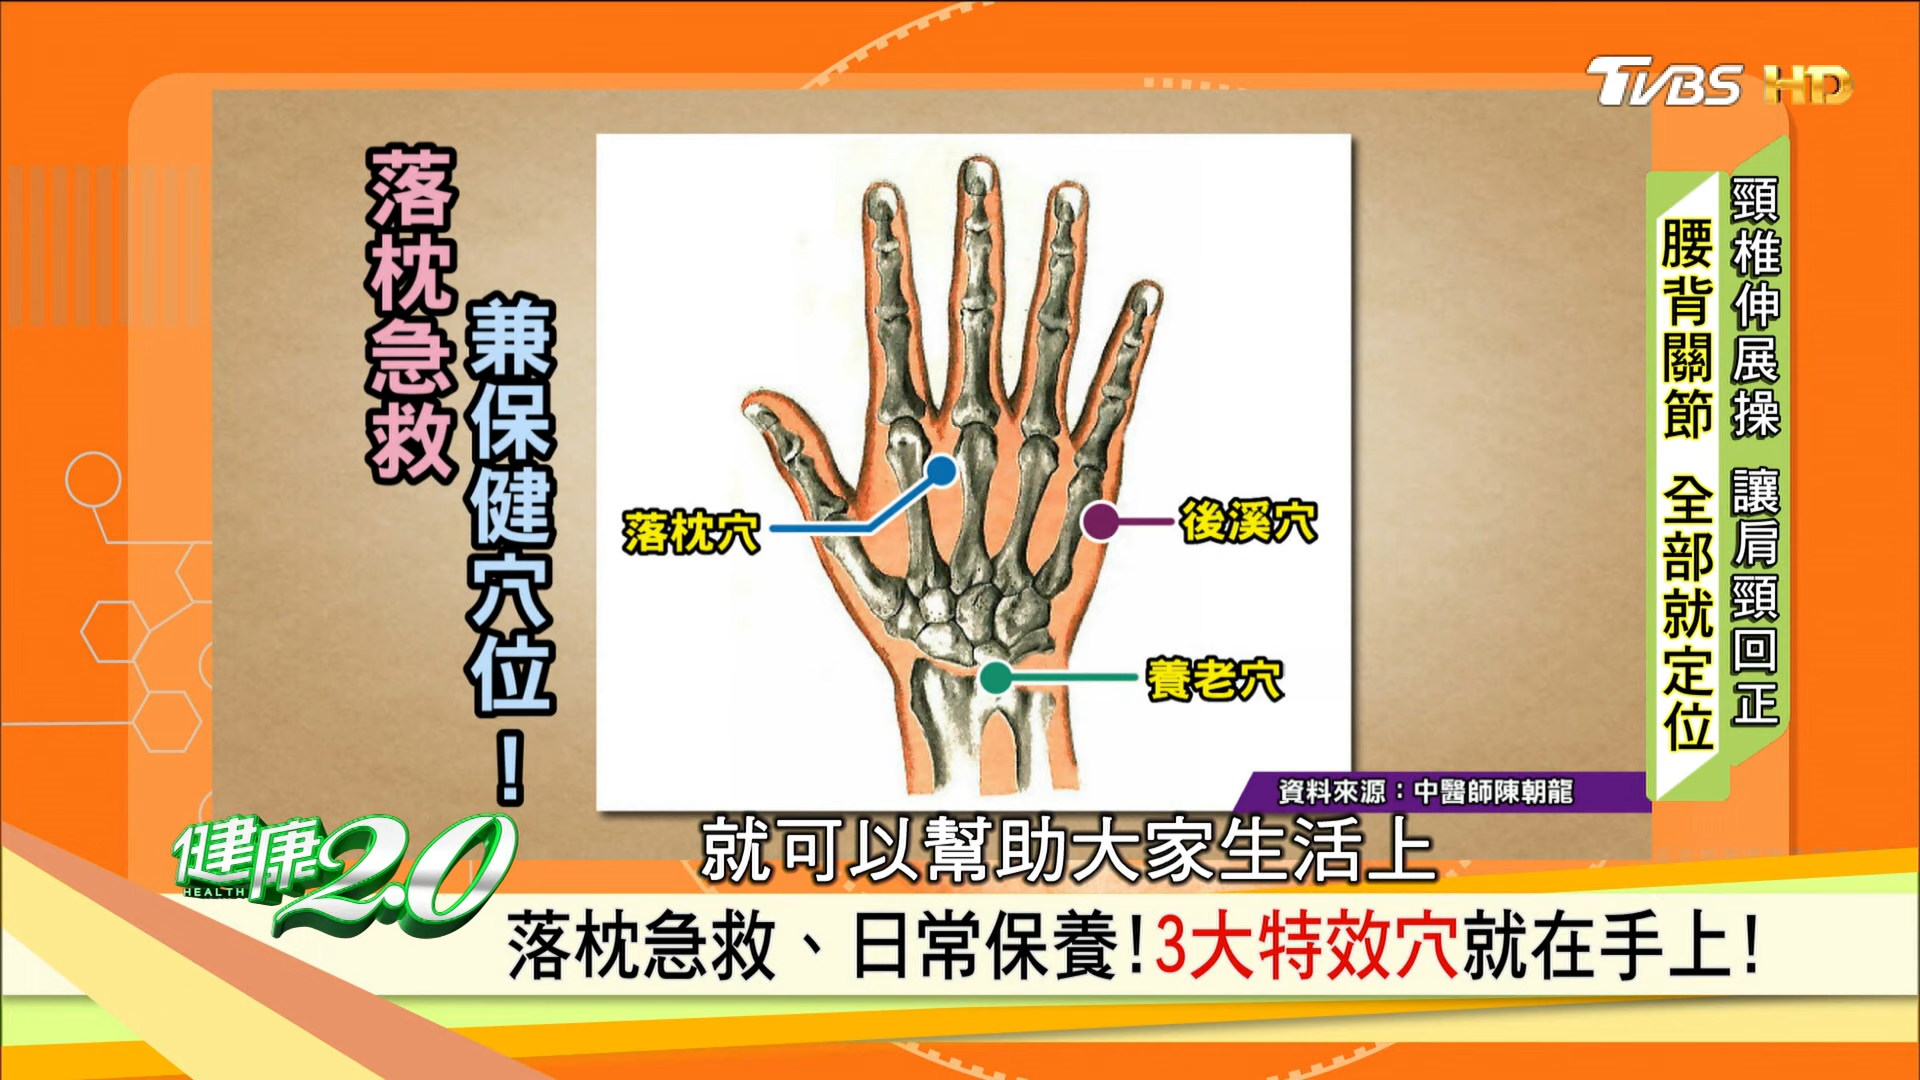 TVBS HD
頸椎伸展操 讓肩頸回正
腰背關節 全部就定位
落枕急救
兼保健穴位！
落枕穴
後溪穴
養老穴
資料來源：中醫師陳朝龍
就可以幫助大家生活上
健康2.0
HEALTH
落枕急救、日常保養!3大特效穴就在手上!